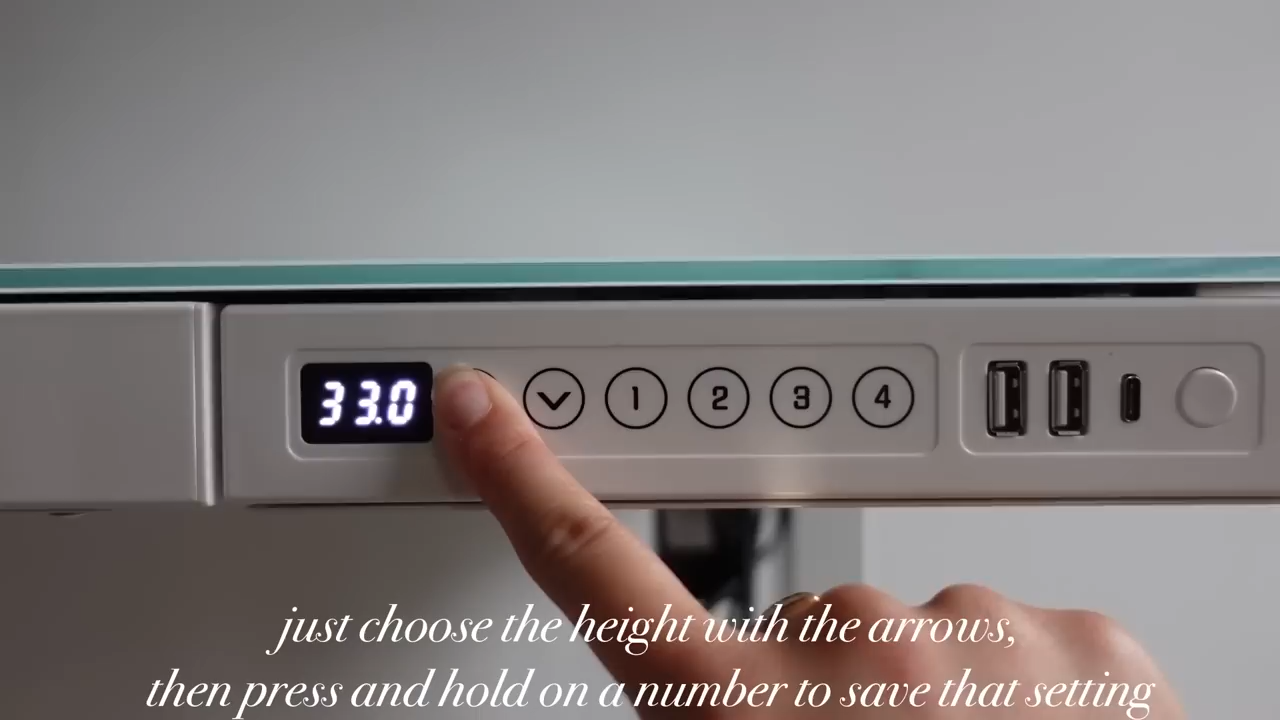 33.0
1 2 3 4
just choose the height with the arrows,
then press and hold on a number to save that setting